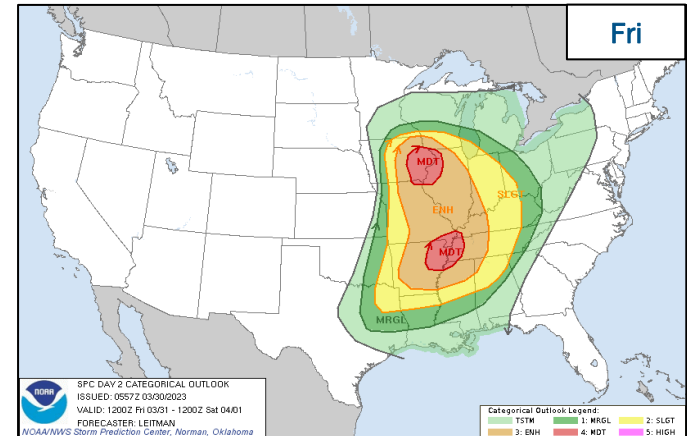 Fri
MDT
SLGT
ENH
MDT
MRGL
NOAA
SPC DAY 2 CATEGORICAL OUTLOOK
ISSUED: 0557Z 03/30/2023
VALID: 1200Z Fri 03/31 - 1200Z Sat 04/01
FORECASTER: LEITMAN
NOAA/NWS Storm Prediction Center, Norman, Oklahoma
Categorical Outlook Legend:
TSTM 1: MRGL 2: SLGT
3: ENH 4: MDT 5: HIGH